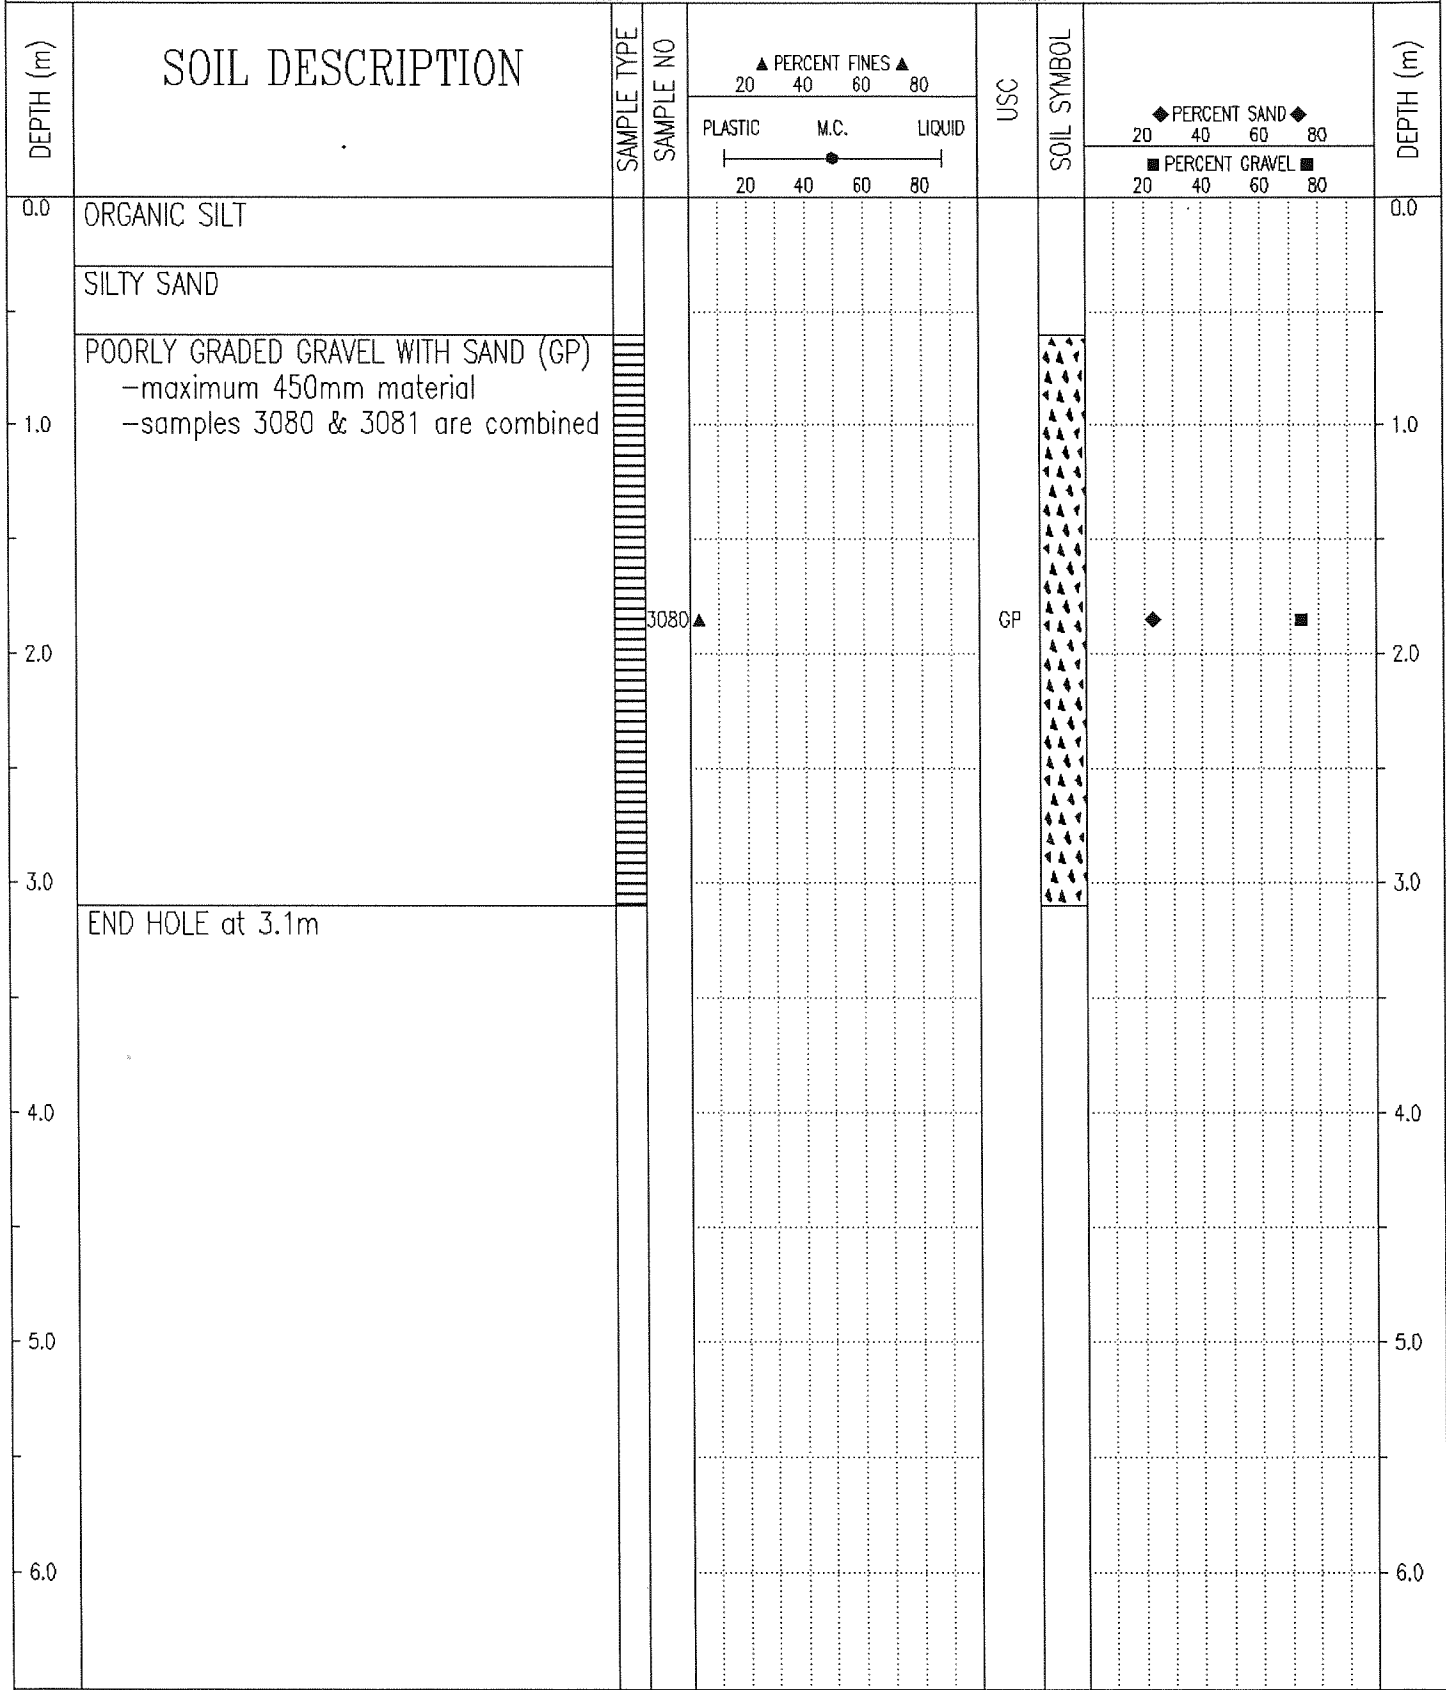 DEPTH (m)
SOIL DESCRIPTION
SAMPLE TYPE
SAMPLE NO
▲ PERCENT FINES ▲
20 40 60 80
PLASTIC M.C. LIQUID
20 40 60 80
USC
SOIL SYMBOL
◆ PERCENT SAND ◆
20 40 60 80
■ PERCENT GRAVEL ■
20 40 60 80
DEPTH (m)
0.0 ORGANIC SILT 0.0
SILTY SAND
POORLY GRADED GRAVEL WITH SAND (GP)
-maximum 450mm material
1.0 -samples 3080 & 3081 are combined 1.0
3080 GP
2.0 2.0
3.0 3.0
END HOLE at 3.1m
4.0 4.0
5.0 5.0
6.0 6.0